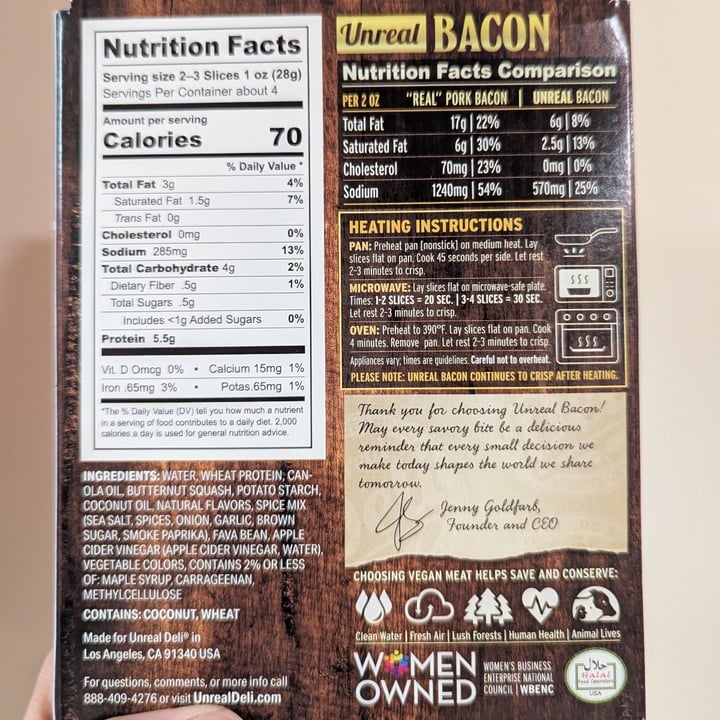 Nutrition Facts
Serving size 2–3 Slices 1 oz (28g)
Servings Per Container about 4
Amount per serving
Calories 70
% Daily Value *
Total Fat 3g 4%
Saturated Fat 1.5g 7%
Trans Fat 0g
Cholesterol 0mg 0%
Sodium 285mg 13%
Total Carbohydrate 4g 2%
Dietary Fiber .5g 1%
Total Sugars .5g
Includes <1g Added Sugars 0%
Protein 5.5g
Vit. D 0mcg 0% • Calcium 15mg 1%
Iron .65mg 3% • Potas.65mg 1%
*The % Daily Value (DV) tell you how much a nutrient
in a serving of food contributes to a daily diet. 2,000
calories a day is used for general nutrition advice.
INGREDIENTS: WATER, WHEAT PROTEIN, CAN-
OLA OIL, BUTTERNUT SQUASH, POTATO STARCH,
COCONUT OIL, NATURAL FLAVORS, SPICE MIX
(SEA SALT, SPICES, ONION, GARLIC, BROWN
SUGAR, SMOKE PAPRIKA), FAVA BEAN, APPLE
CIDER VINEGAR (APPLE CIDER VINEGAR, WATER),
VEGETABLE COLORS, CONTAINS 2% OR LESS
OF: MAPLE SYRUP, CARRAGEENAN,
METHYLCELLULOSE
CONTAINS: COCONUT, WHEAT
Made for Unreal Deli® in
Los Angeles, CA 91340 USA
For questions, comments, or more info call
888-409-4276 or visit UnrealDeli.com
Unreal BACON
Nutrition Facts Comparison
PER 2 OZ "REAL" PORK BACON | UNREAL BACON
Total Fat 17g | 22% 6g | 8%
Saturated Fat 6g | 30% 2.5g | 13%
Cholesterol 70mg | 23% 0mg | 0%
Sodium 1240mg | 54% 570mg | 25%
HEATING INSTRUCTIONS
PAN: Preheat pan [nonstick] on medium heat. Lay
slices flat on pan. Cook 45 seconds per side. Let rest
2-3 minutes to crisp.
MICROWAVE: Lay slices flat on microwave-safe plate.
Times: 1-2 SLICES = 20 SEC. | 3-4 SLICES = 30 SEC.
Let rest 2-3 minutes to crisp.
OVEN: Preheat to 390°F. Lay slices flat on pan. Cook
4 minutes. Remove pan. Let rest 2-3 minutes to crisp.
Appliances vary; times are guidelines. Careful not to overheat.
PLEASE NOTE: UNREAL BACON CONTINUES TO CRISP AFTER HEATING.
Thank you for choosing Unreal Bacon!
May every savory bite be a delicious
reminder that every small decision we
make today shapes the world we share
tomorrow.
Jenny Goldfarb,
Founder and CEO
CHOOSING VEGAN MEAT HELPS SAVE AND CONSERVE:
Clean Water | Fresh Air | Lush Forests | Human Health | Animal Lives
WOMEN
OWNED
WOMEN'S BUSINESS
ENTERPRISE NATIONAL
COUNCIL | WBENC
حلال
Halal
Food Operators
USA